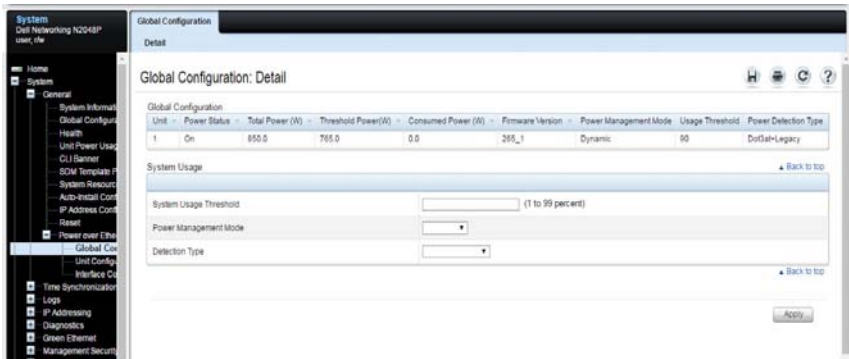 System
Dell Networking N2048P
user, r/w
Home
System
General
System Informati
Global Configura
Health
Unit Power Usag
CLI Banner
SDM Template P
System Resourc
Auto-Install Conf
IP Address Confi
Reset
Power over Ethe
Global Con
Unit Configu
Interface Co
Time Synchronization
Logs
IP Addressing
Diagnostics
Green Ethernet
Management Security
Global Configuration
Detail
Global Configuration: Detail
Global Configuration
Unit Power Status Total Power (W) Threshold Power(W) Consumed Power (W) Firmware Version Power Management Mode Usage Threshold Power Detection Type
1 On 850.0 765.0 0.0 265_1 Dynamic 90 Dot3at+Legacy
System Usage ▲ Back to top
System Usage Threshold (1 to 99 percent)
Power Management Mode
Detection Type
▲ Back to top
Apply